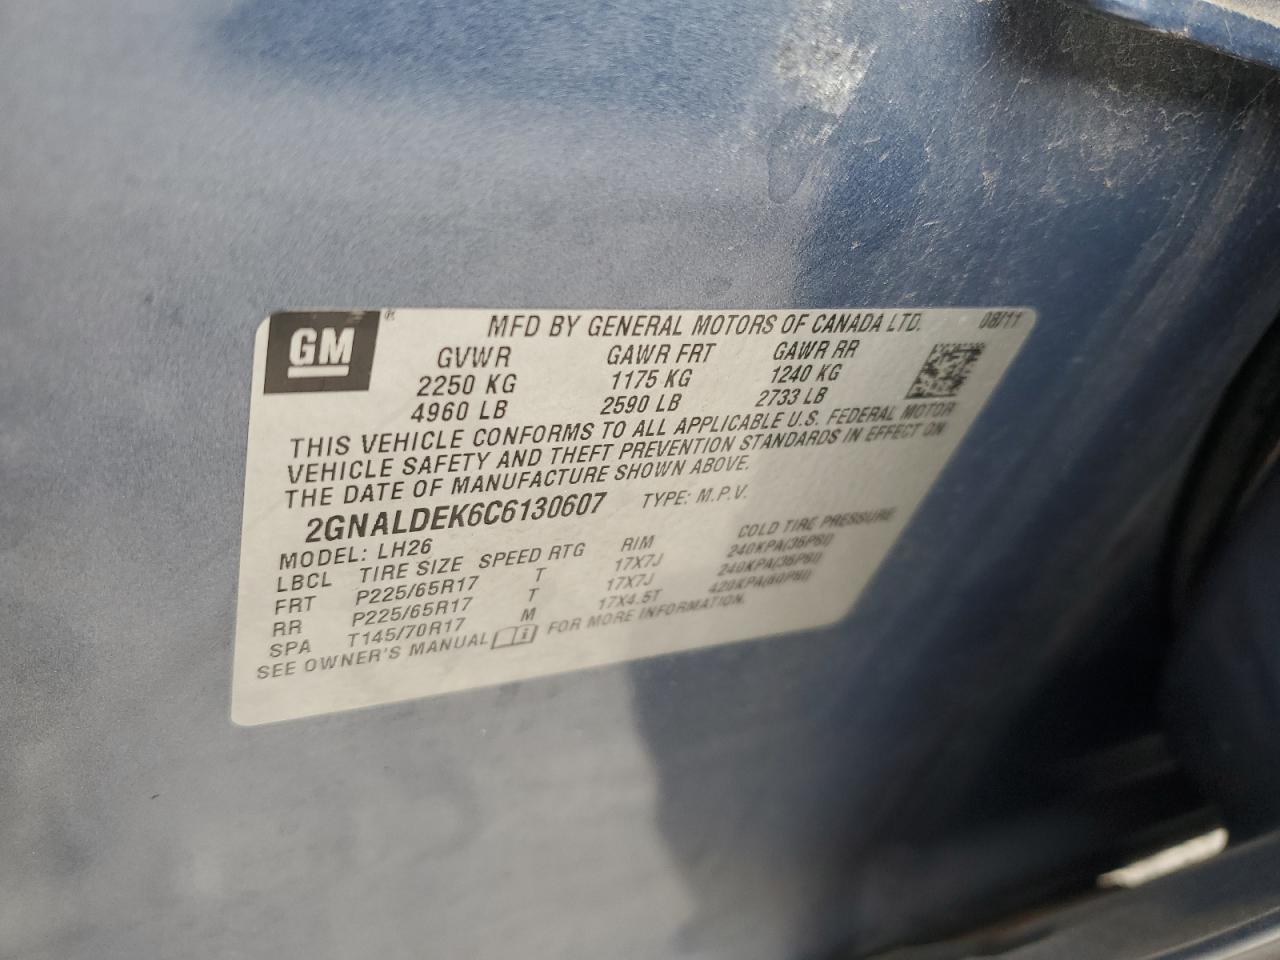 GM ®
MFD BY GENERAL MOTORS OF CANADA LTD. 08/11
GVWR GAWR FRT GAWR RR
2250 KG 1175 KG 1240 KG
4960 LB 2590 LB 2733 LB
THIS VEHICLE CONFORMS TO ALL APPLICABLE U.S. FEDERAL MOTOR
VEHICLE SAFETY AND THEFT PREVENTION STANDARDS IN EFFECT ON
THE DATE OF MANUFACTURE SHOWN ABOVE.
2GNALDEK6C6130607 TYPE: M.P.V.
MODEL: LH26
LBCL TIRE SIZE SPEED RTG RIM COLD TIRE PRESSURE
FRT P225/65R17 T 17X7J 240KPA(35PSI)
RR P225/65R17 T 17X7J 240KPA(35PSI)
SPA T145/70R17 M 17X4.5T 420KPA(60PSI)
SEE OWNER'S MANUAL FOR MORE INFORMATION.